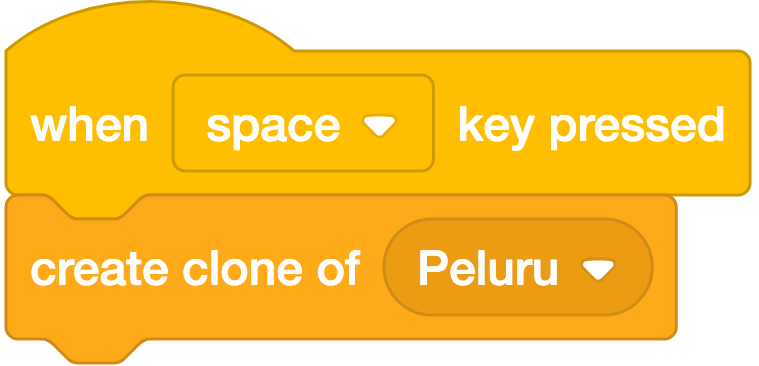 when space key pressed
create clone of Peluru